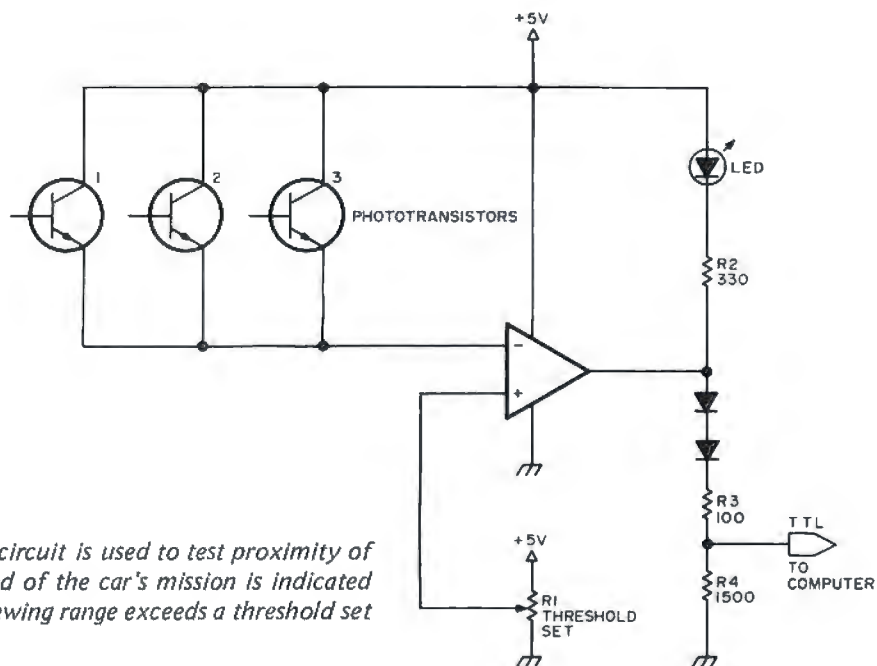 +5V
1
2
3
PHOTOTRANSISTORS
LED
R2
330
-
+
R3
100
TTL
TO
COMPUTER
R4
1500
+5V
R1
THRESHOLD
SET
circuit is used to test proximity of
d of the car's mission is indicated
ewing range exceeds a threshold set